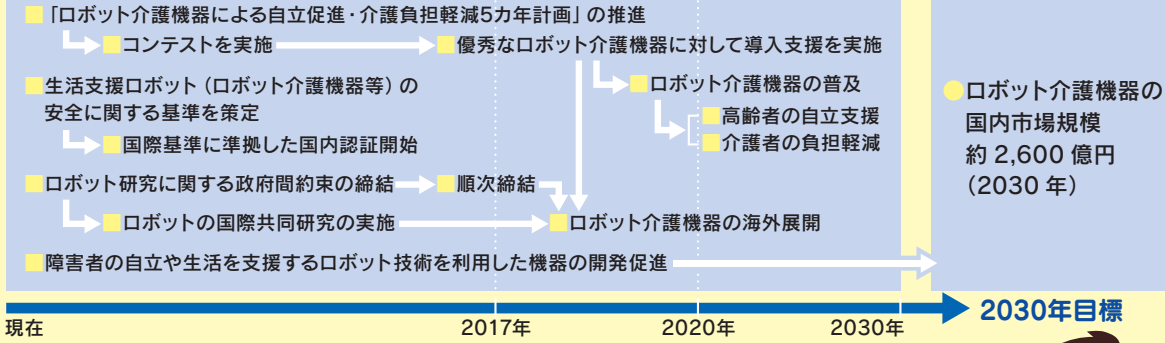 「ロボット介護機器による自立促進・介護負担軽減5カ年計画」の推進
コンテストを実施
優秀なロボット介護機器に対して導入支援を実施
生活支援ロボット（ロボット介護機器等）の
安全に関する基準を策定
ロボット介護機器の普及
高齢者の自立支援
介護者の負担軽減
国際基準に準拠した国内認証開始
ロボット研究に関する政府間約束の締結
順次締結
ロボットの国際共同研究の実施
ロボット介護機器の海外展開
障害者の自立や生活を支援するロボット技術を利用した機器の開発促進
ロボット介護機器の
国内市場規模
約 2,600 億円
（2030 年）
現在
2017年
2020年
2030年
2030年目標